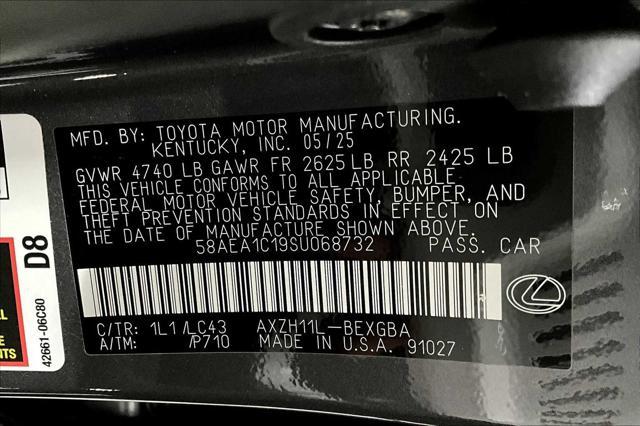 MFD. BY: TOYOTA MOTOR MANUFACTURING.
KENTUCKY, INC. 05/25
GVWR 4740 LB GAWR FR 2625 LB RR 2425 LB
THIS VEHICLE CONFORMS TO ALL APPLICABLE
FEDERAL MOTOR VEHICLE SAFETY, BUMPER, AND
THEFT PREVENTION STANDARDS IN EFFECT ON
THE DATE OF MANUFACTURE SHOWN ABOVE.
58AEA1C19SU068732 PASS. CAR
C/TR: 1L1 /LC43 AXZH11L-BEXGBA
A/TM: /P710 MADE IN U.S.A. 91027
D8
42661-06C80